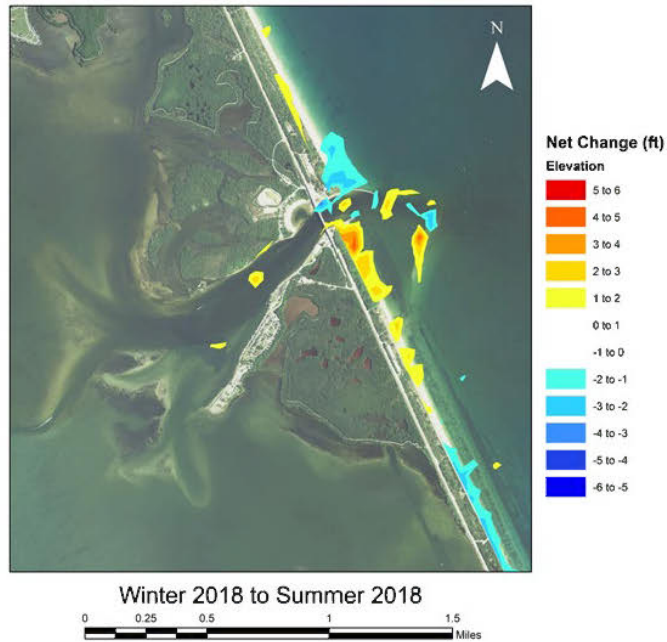 N
Net Change (ft)
Elevation
5 to 6
4 to 5
3 to 4
2 to 3
1 to 2
0 to 1
-1 to 0
-2 to -1
-3 to -2
-4 to -3
-5 to -4
-6 to -5
Winter 2018 to Summer 2018
0 0.25 0.5 1 1.5
Miles